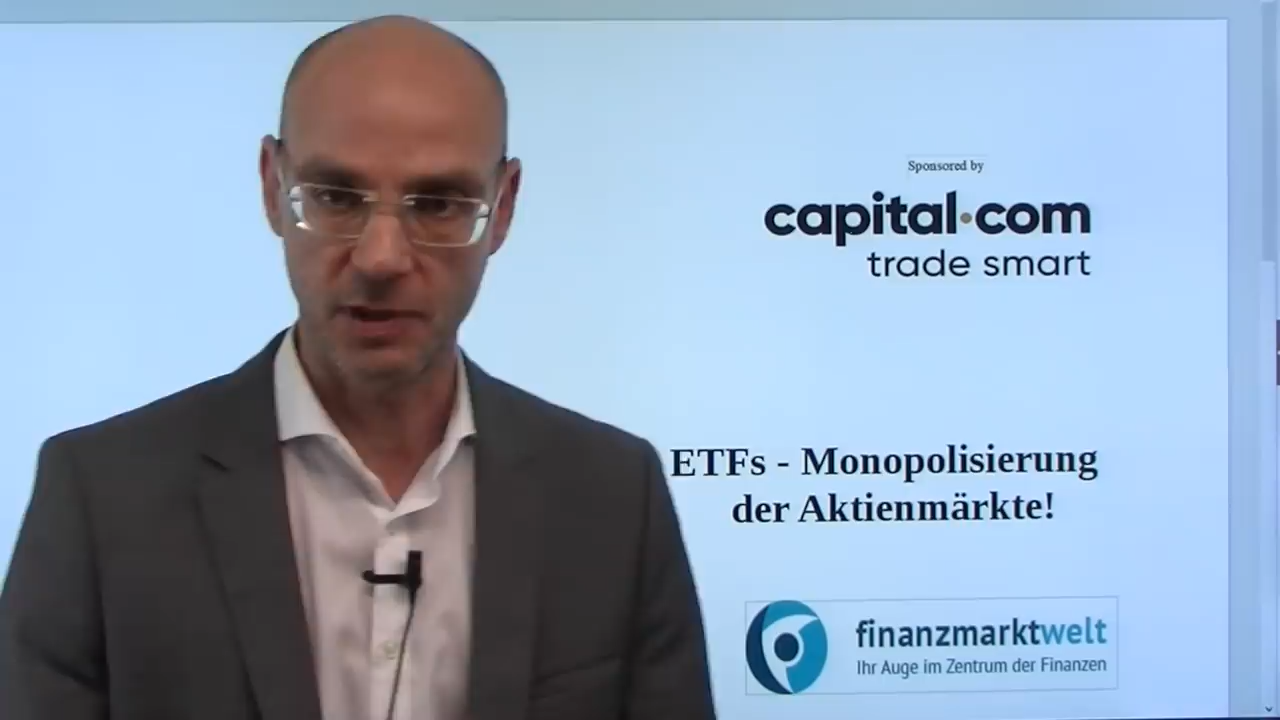 Sponsored by
capital.com
trade smart
ETFs - Monopolisierung
der Aktienmärkte!
finanzmarktwelt
Ihr Auge im Zentrum der Finanzen